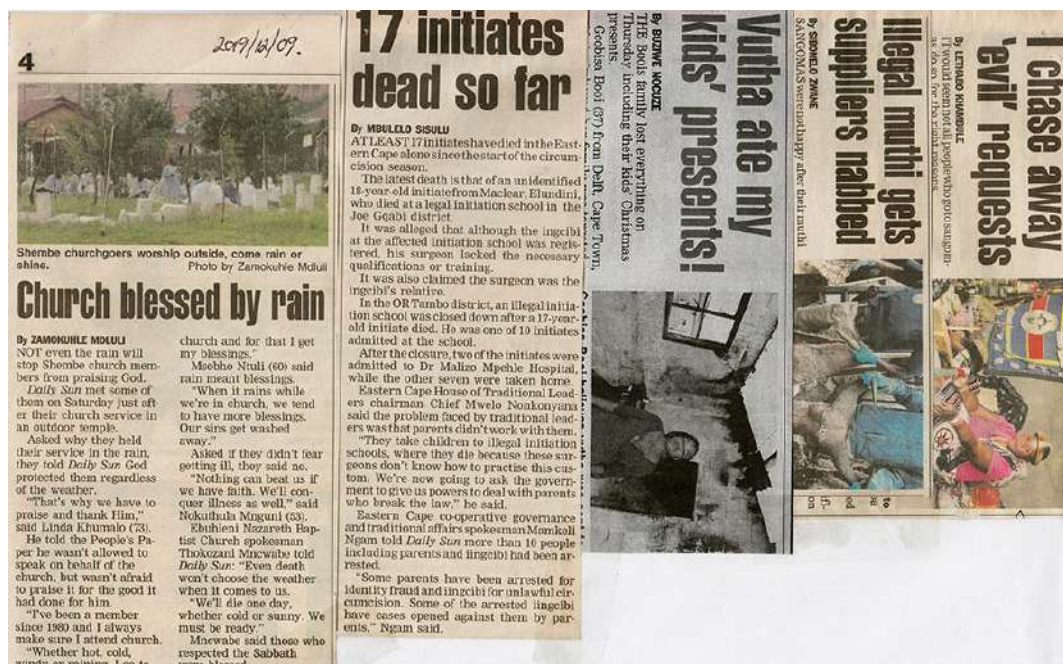 4
2019/12/09.
Shembe churchgoers worship outside, come rain or
shine.
Photo by Zamokuhle Mdluli
Church blessed by rain
By ZAMOKUHLE MDLULI
NOT even the rain will
stop Shembe church mem-
bers from praising God.
Daily Sun met some of
them on Saturday just aft-
er their church service in
an outdoor temple.
Asked why they held
their service in the rain,
they told Daily Sun God
protected them regardless
of the weather.
"That's why we have to
praise and thank Him,"
said Linda Khumalo (73).
He told the People's Pa-
per he wasn't allowed to
speak on behalf of the
church, but wasn't afraid
to praise it for the good it
had done for him.
"I've been a member
since 1980 and I always
make sure I attend church.
"Whether hot, cold,
church and for that I get
my blessings."
Msebho Ntuli (60) said
rain meant blessings.
"When it rains while
we're in church, we tend
to have more blessings.
Our sins get washed
away."
Asked if they didn't fear
getting ill, they said no.
"Nothing can beat us if
we have faith. We'll con-
quer illness as well," said
Nokuthula Mnguni (53).
Ebuhleni Nazareth Bap-
tist Church spokesman
Thokozani Mncwabe told
Daily Sun: "Even death
won't choose the weather
when it comes to us.
"We'll die one day,
whether cold or sunny. We
must be ready."
Mncwabe said those who
respected the Sabbath
17 initiates
dead so far
By MBULELO SISULU
AT LEAST 17 initiates have died in the East-
ern Cape alone since the start of the circum-
cision season.
The latest death is that of an unidentified
18-year-old initiate from Maclear, Elundini,
who died at a legal initiation school in the
Joe Gqabi district.
It was alleged that although the ingcibi
at the affected initiation school was regis-
tered, his surgeon lacked the necessary
qualifications or training.
It was also claimed the surgeon was the
ingcibi's relative.
In the OR Tambo district, an illegal initia-
tion school was closed down after a 17-year-
old initiate died. He was one of 10 initiates
admitted at the school.
After the closure, two of the initiates were
admitted to Dr Malizo Mpehle Hospital,
while the other seven were taken home.
Eastern Cape House of Traditional Lead-
ers chairman Chief Mwelo Nonkonyana
said the problem faced by traditional lead-
ers was that parents didn't work with them.
"They take children to illegal initiation
schools, where they die because these sur-
geons don't know how to practise this cus-
tom. We're now going to ask the govern-
ment to give us powers to deal with parents
who break the law," he said.
Eastern Cape co-operative governance
and traditional affairs spokesman Mamkeli
Ngam told Daily Sun more than 10 people
including parents and iingcibi had been ar-
rested.
"Some parents have been arrested for
identity fraud and iingcibi for unlawful cir-
cumcision. Some of the arrested iingcibi
have cases opened against them by par-
ents," Ngam said.
Vutha ate my
kids' presents!
By BUZIWE NOCUZE
THE Boois family lost everything on
Thursday including their kids' Christmas
presents.
Goobisa Booi (37) from Delft, Cape Town,
Illegal muthi gets
suppliers nabbed
By SIBONELO ZWANE
SANGOMAS were not happy after their muthi
I chase away
'evil' requests
By LETHABO KHAMBULE
IT would seem not all people who go to sangom-
as do so for the right reasons.